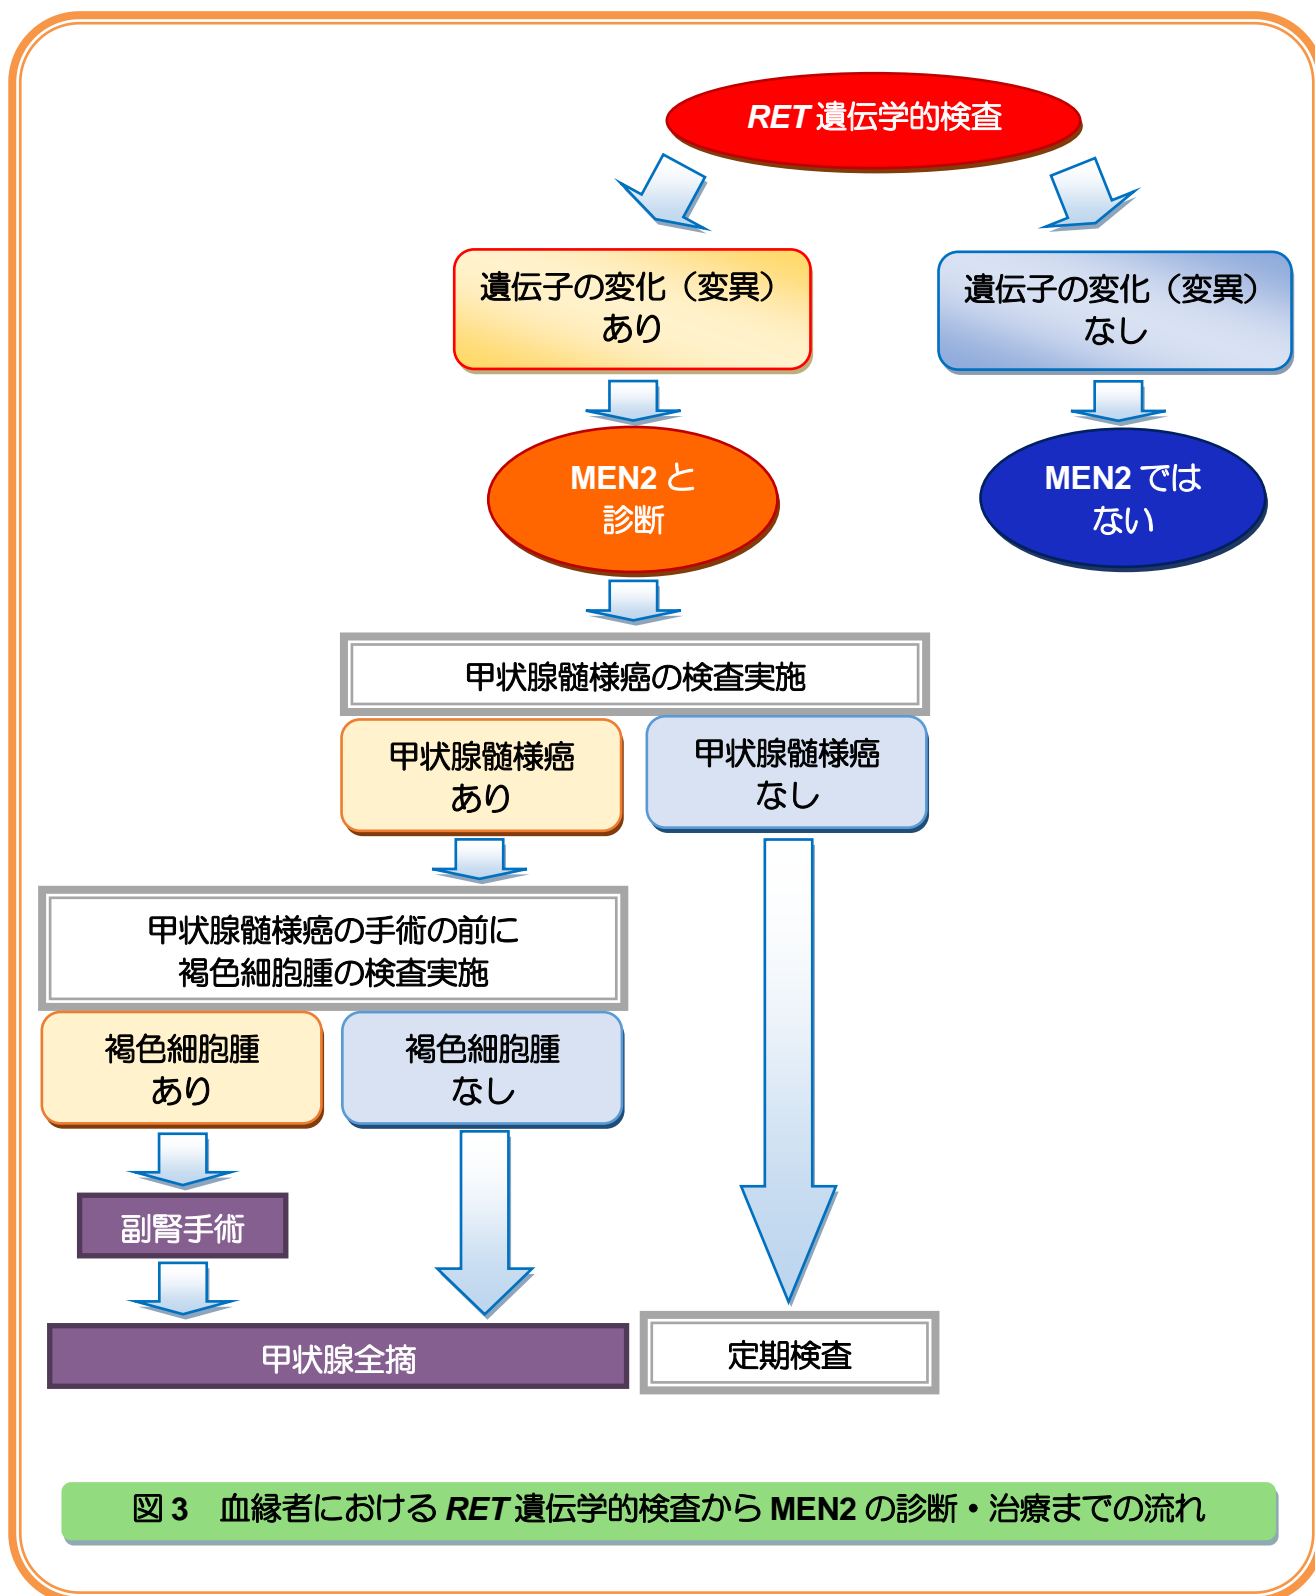 RET 遺伝学的検査
遺伝子の変化（変異）
あり
遺伝子の変化（変異）
なし
MEN2 と
診断
MEN2 では
ない
甲状腺髄様癌の検査実施
甲状腺髄様癌
あり
甲状腺髄様癌
なし
甲状腺髄様癌の手術の前に
褐色細胞腫の検査実施
褐色細胞腫
あり
褐色細胞腫
なし
副腎手術
甲状腺全摘
定期検査
図 3　血縁者における RET 遺伝学的検査から MEN2 の診断・治療までの流れ